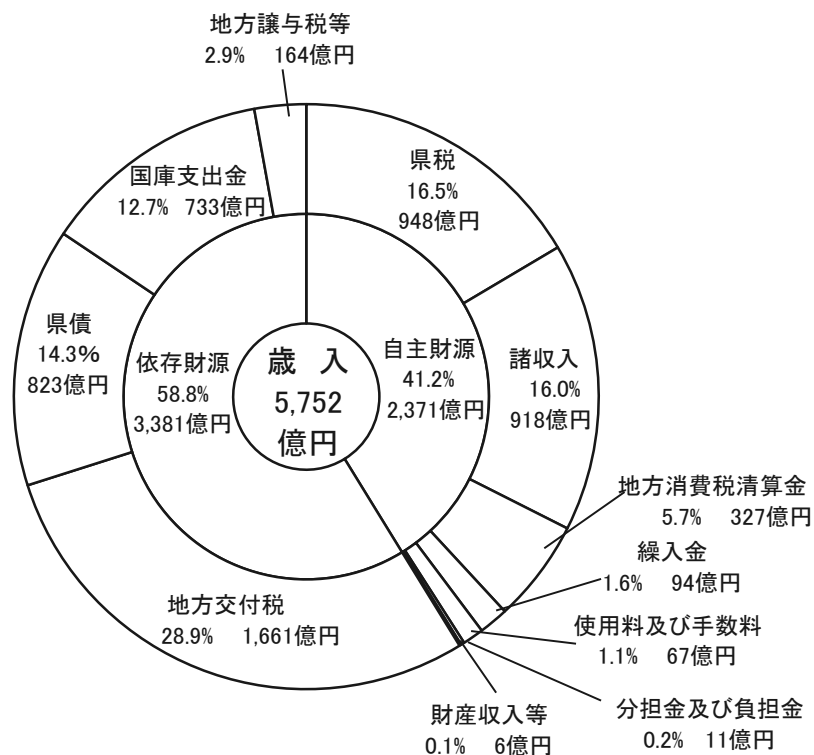 地方譲与税等
2.9% 164億円
県税
16.5%
948億円
国庫支出金
12.7% 733億円
県債
14.3%
823億円
依存財源
58.8%
3,381億円
歳 入
5,752
億円
自主財源
41.2%
2,371億円
諸収入
16.0%
918億円
地方消費税清算金
5.7% 327億円
繰入金
1.6% 94億円
使用料及び手数料
1.1% 67億円
分担金及び負担金
0.2% 11億円
財産収入等
0.1% 6億円
地方交付税
28.9% 1,661億円